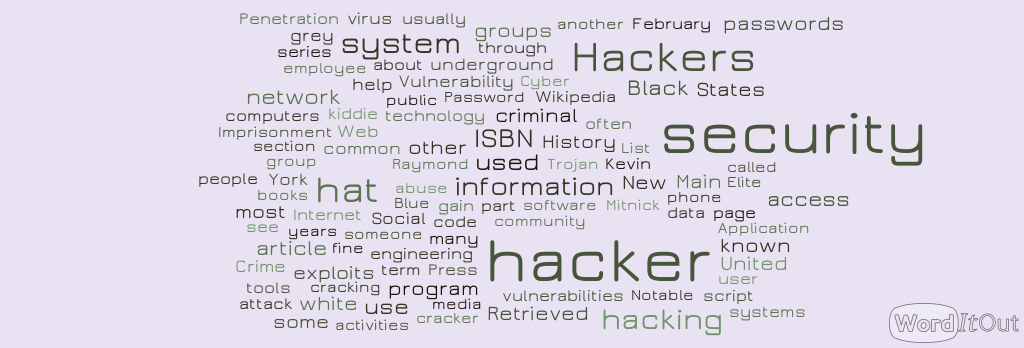 Penetration virus usually
groups another February passwords
grey system through Hackers
series
employee about underground
help Vulnerability Cyber Black States
network public Password Wikipedia
computers kiddie technology criminal often security
Imprisonment Web ISBN History List
section common other
group Raymond used Trojan Kevin called
people York hat abuse information New Main Elite
books Blue gain part software Mitnick phone access
most Internet Social code community data page
see years someone many Application
article fine engineering hacker known
Crime exploits term Press United
user
tools cracking program vulnerabilities Notable script
attack white use media Retrieved hacking systems
some activities cracker
WordItOut